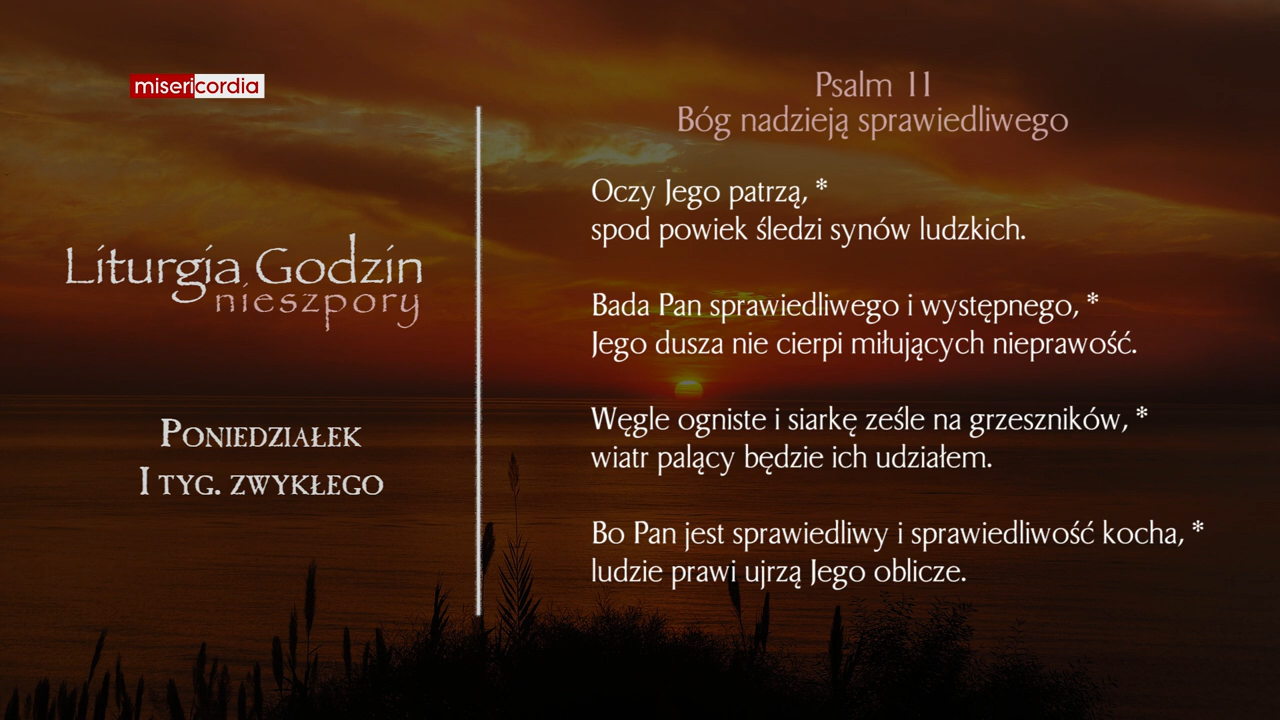 misericordia
Liturgia Godzin
nieszpory
Poniedziałek
I tyg. zwykłego
Psalm 11
Bóg nadzieją sprawiedliwego
Oczy Jego patrzą, *
spod powiek śledzi synów ludzkich.
Bada Pan sprawiedliwego i występnego, *
Jego dusza nie cierpi miłujących nieprawość.
Węgle ogniste i siarkę ześle na grzeszników, *
wiatr palący będzie ich udziałem.
Bo Pan jest sprawiedliwy i sprawiedliwość kocha, *
ludzie prawi ujrzą Jego oblicze.